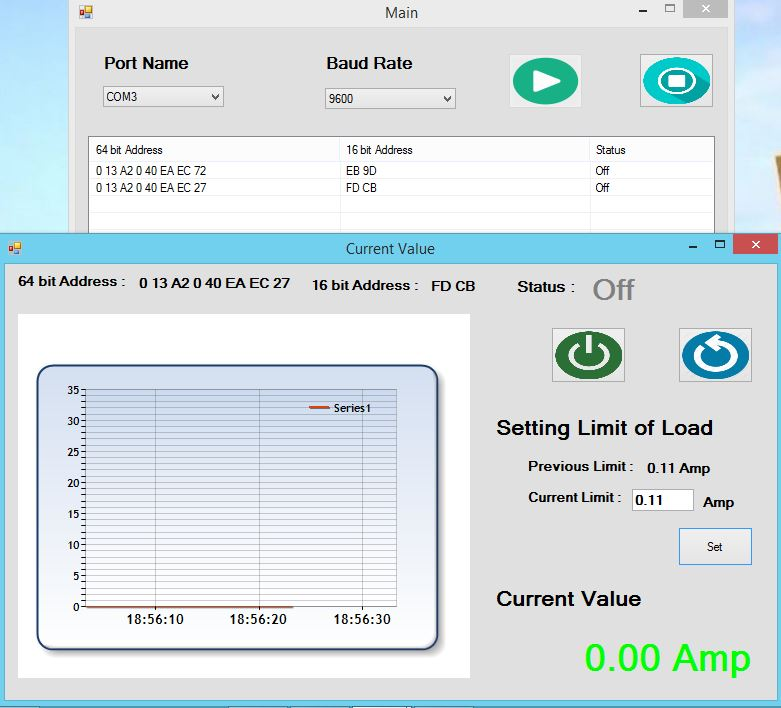 Main
Port Name
Baud Rate
COM3
9600
64 bit Address 16 bit Address Status
0 13 A2 0 40 EA EC 72 EB 9D Off
0 13 A2 0 40 EA EC 27 FD CB Off
Current Value
64 bit Address : 0 13 A2 0 40 EA EC 27 16 bit Address : FD CB Status : Off
35
30
25
20
15
10
5
0
Series1
18:56:10 18:56:20 18:56:30
Setting Limit of Load
Previous Limit : 0.11 Amp
Current Limit : 0.11 Amp
Set
Current Value
0.00 Amp